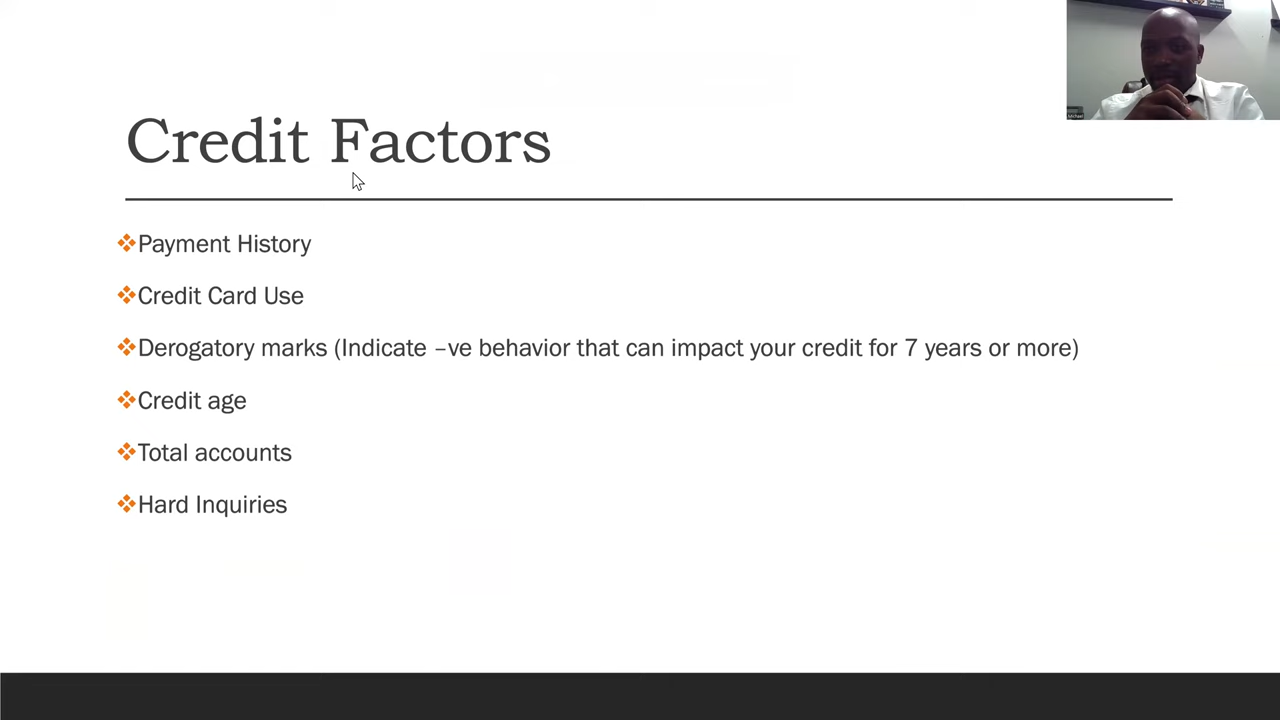 Credit Factors
Payment History
Credit Card Use
Derogatory marks (Indicate –ve behavior that can impact your credit for 7 years or more)
Credit age
Total accounts
Hard Inquiries